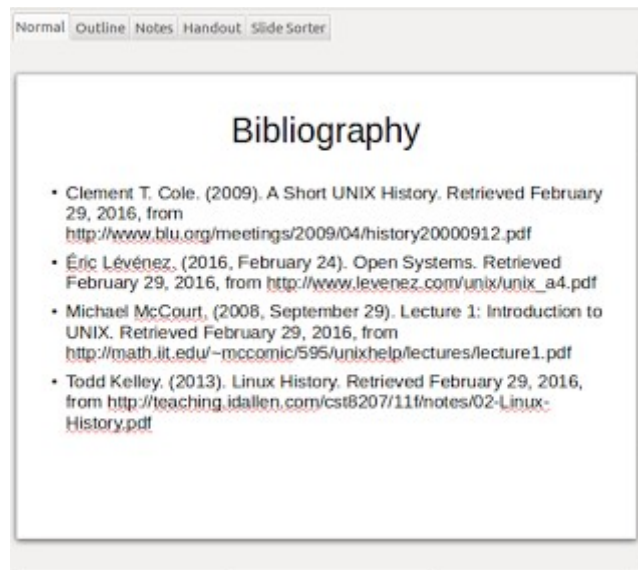 Normal Outline Notes Handout Slide Sorter
Bibliography
• Clement T. Cole. (2009). A Short UNIX History. Retrieved February
29, 2016, from
http://www.blu.org/meetings/2009/04/history20000912.pdf
• Éric Lévénez. (2016, February 24). Open Systems. Retrieved
February 29, 2016, from http://www.levenez.com/unix/unix_a4.pdf
• Michael McCourt, (2008, September 29). Lecture 1: Introduction to
UNIX. Retrieved February 29, 2016, from
http://math.iit.edu/~mccomic/595/unixhelp/lectures/lecture1.pdf
• Todd Kelley. (2013). Linux History. Retrieved February 29, 2016,
from http://teaching.idallen.com/cst8207/11f/notes/02-Linux-
History.pdf